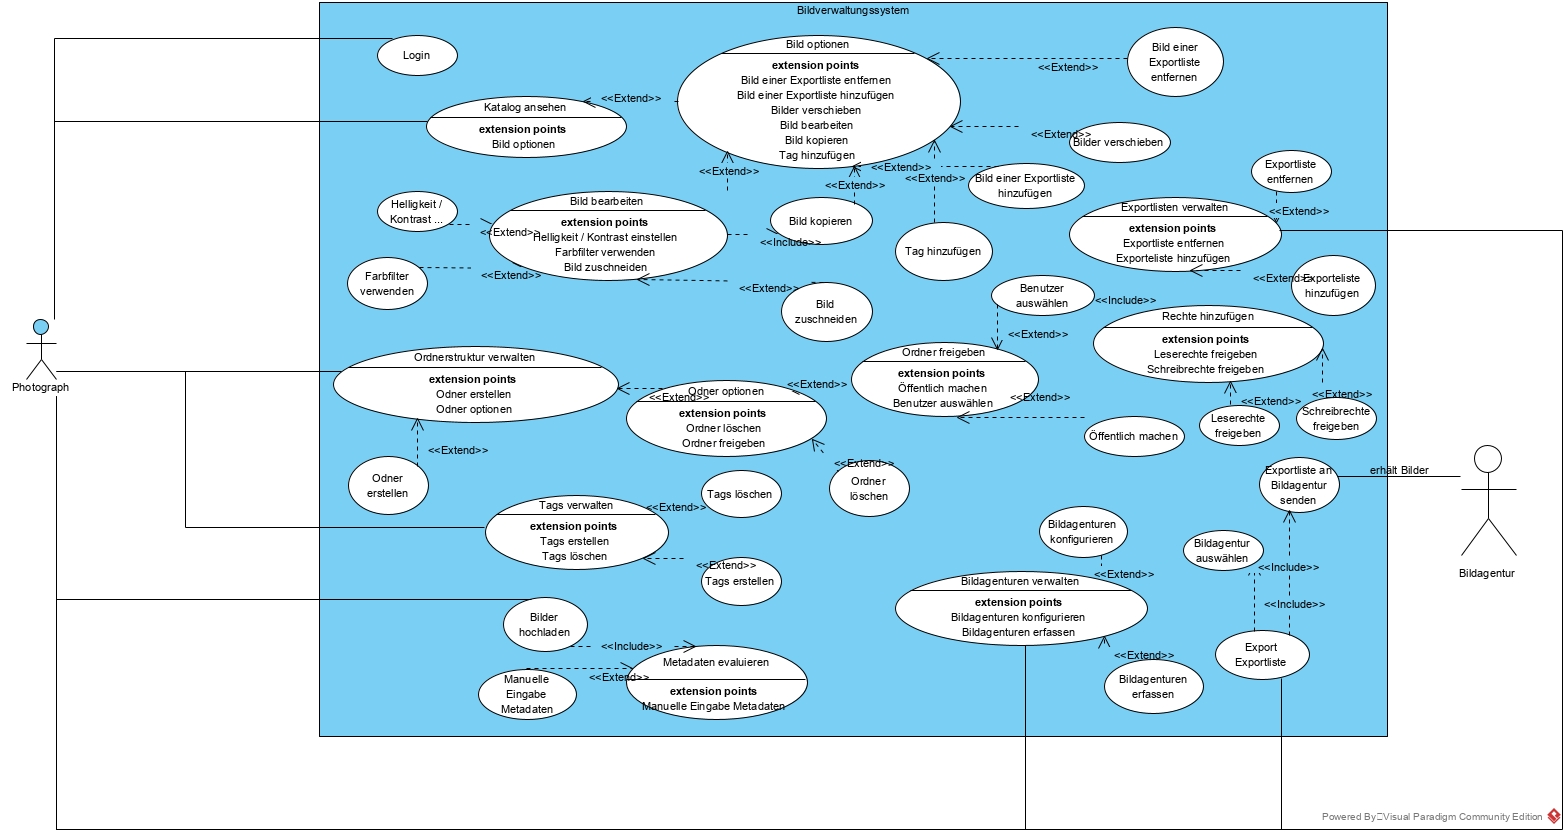 Bildverwaltungssystem
Login
Bild optionen
extension points
Bild einer Exportliste entfernen
Bild einer Exportliste hinzufügen
Bilder verschieben
Bild bearbeiten
Bild kopieren
Tag hinzufügen
Bild einer
Exportliste
entfernen
<<Extend>>
<<Extend>>
Katalog ansehen
extension points
Bild optionen
<<Extend>>
Bilder verschieben
<<Extend>>
<<Extend>>
<<Extend>>
<<Extend>>
Bild einer Exportliste
hinzufügen
Exportliste
entfernen
<<Extend>>
Helligkeit /
Kontrast ...
<<Extend>>
Bild bearbeiten
extension points
Helligkeit / Kontrast einstellen
Farbfilter verwenden
Bild zuschneiden
Bild kopieren
<<Include>>
Tag hinzufügen
Exportlisten verwalten
extension points
Exportliste entfernen
Exporteliste hinzufügen
<<Extend>>
Exporteliste
hinzufügen
Farbfilter
verwenden
<<Extend>>
<<Extend>>
Bild
zuschneiden
Benutzer
auswählen
<<Include>>
<<Extend>>
Rechte hinzufügen
extension points
Leserechte freigeben
Schreibrechte freigeben
Photograph
Ordnerstruktur verwalten
extension points
Odner erstellen
Odner optionen
<<Extend>>
Odner optionen
extension points
Ordner löschen
Ordner freigeben
<<Extend>>
Ordner freigeben
extension points
Öffentlich machen
Benutzer auswählen
<<Extend>>
<<Extend>>
<<Extend>>
Leserechte
freigeben
Schreibrechte
freigeben
Öffentlich machen
<<Extend>>
Odner
erstellen
<<Extend>>
Ordner
löschen
Exportliste an
Bildagentur
senden
erhält Bilder
Bildagentur
Tags verwalten
extension points
Tags erstellen
Tags löschen
<<Extend>>
Tags löschen
<<Extend>>
Tags erstellen
Bildagenturen
konfigurieren
<<Extend>>
Bildagentur
auswählen
<<Include>>
<<Include>>
Bildagenturen verwalten
extension points
Bildagenturen konfigurieren
Bildagenturen erfassen
<<Extend>>
Bildagenturen
erfassen
Export
Exportliste
Bilder
hochladen
<<Include>>
Metadaten evaluieren
extension points
Manuelle Eingabe Metadaten
<<Extend>>
Manuelle
Eingabe
Metadaten
Powered By Visual Paradigm Community Edition